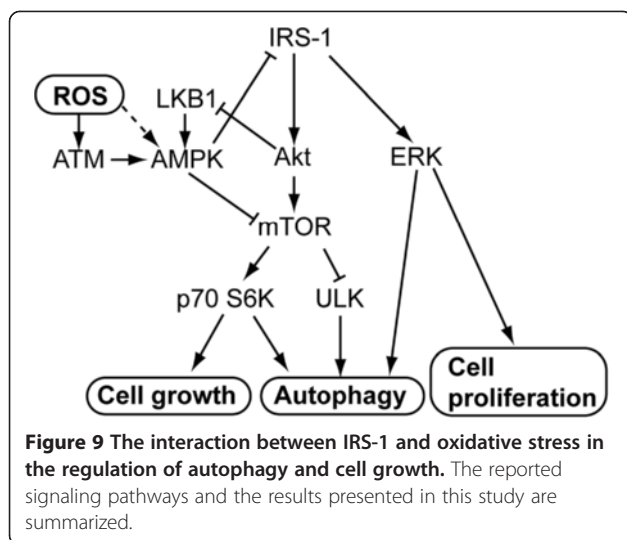 IRS-1
ROS
LKB1
ATM
AMPK
Akt
ERK
mTOR
p70 S6K
ULK
Cell growth
Autophagy
Cell
proliferation
Figure 9 The interaction between IRS-1 and oxidative stress in
the regulation of autophagy and cell growth. The reported
signaling pathways and the results presented in this study are
summarized.